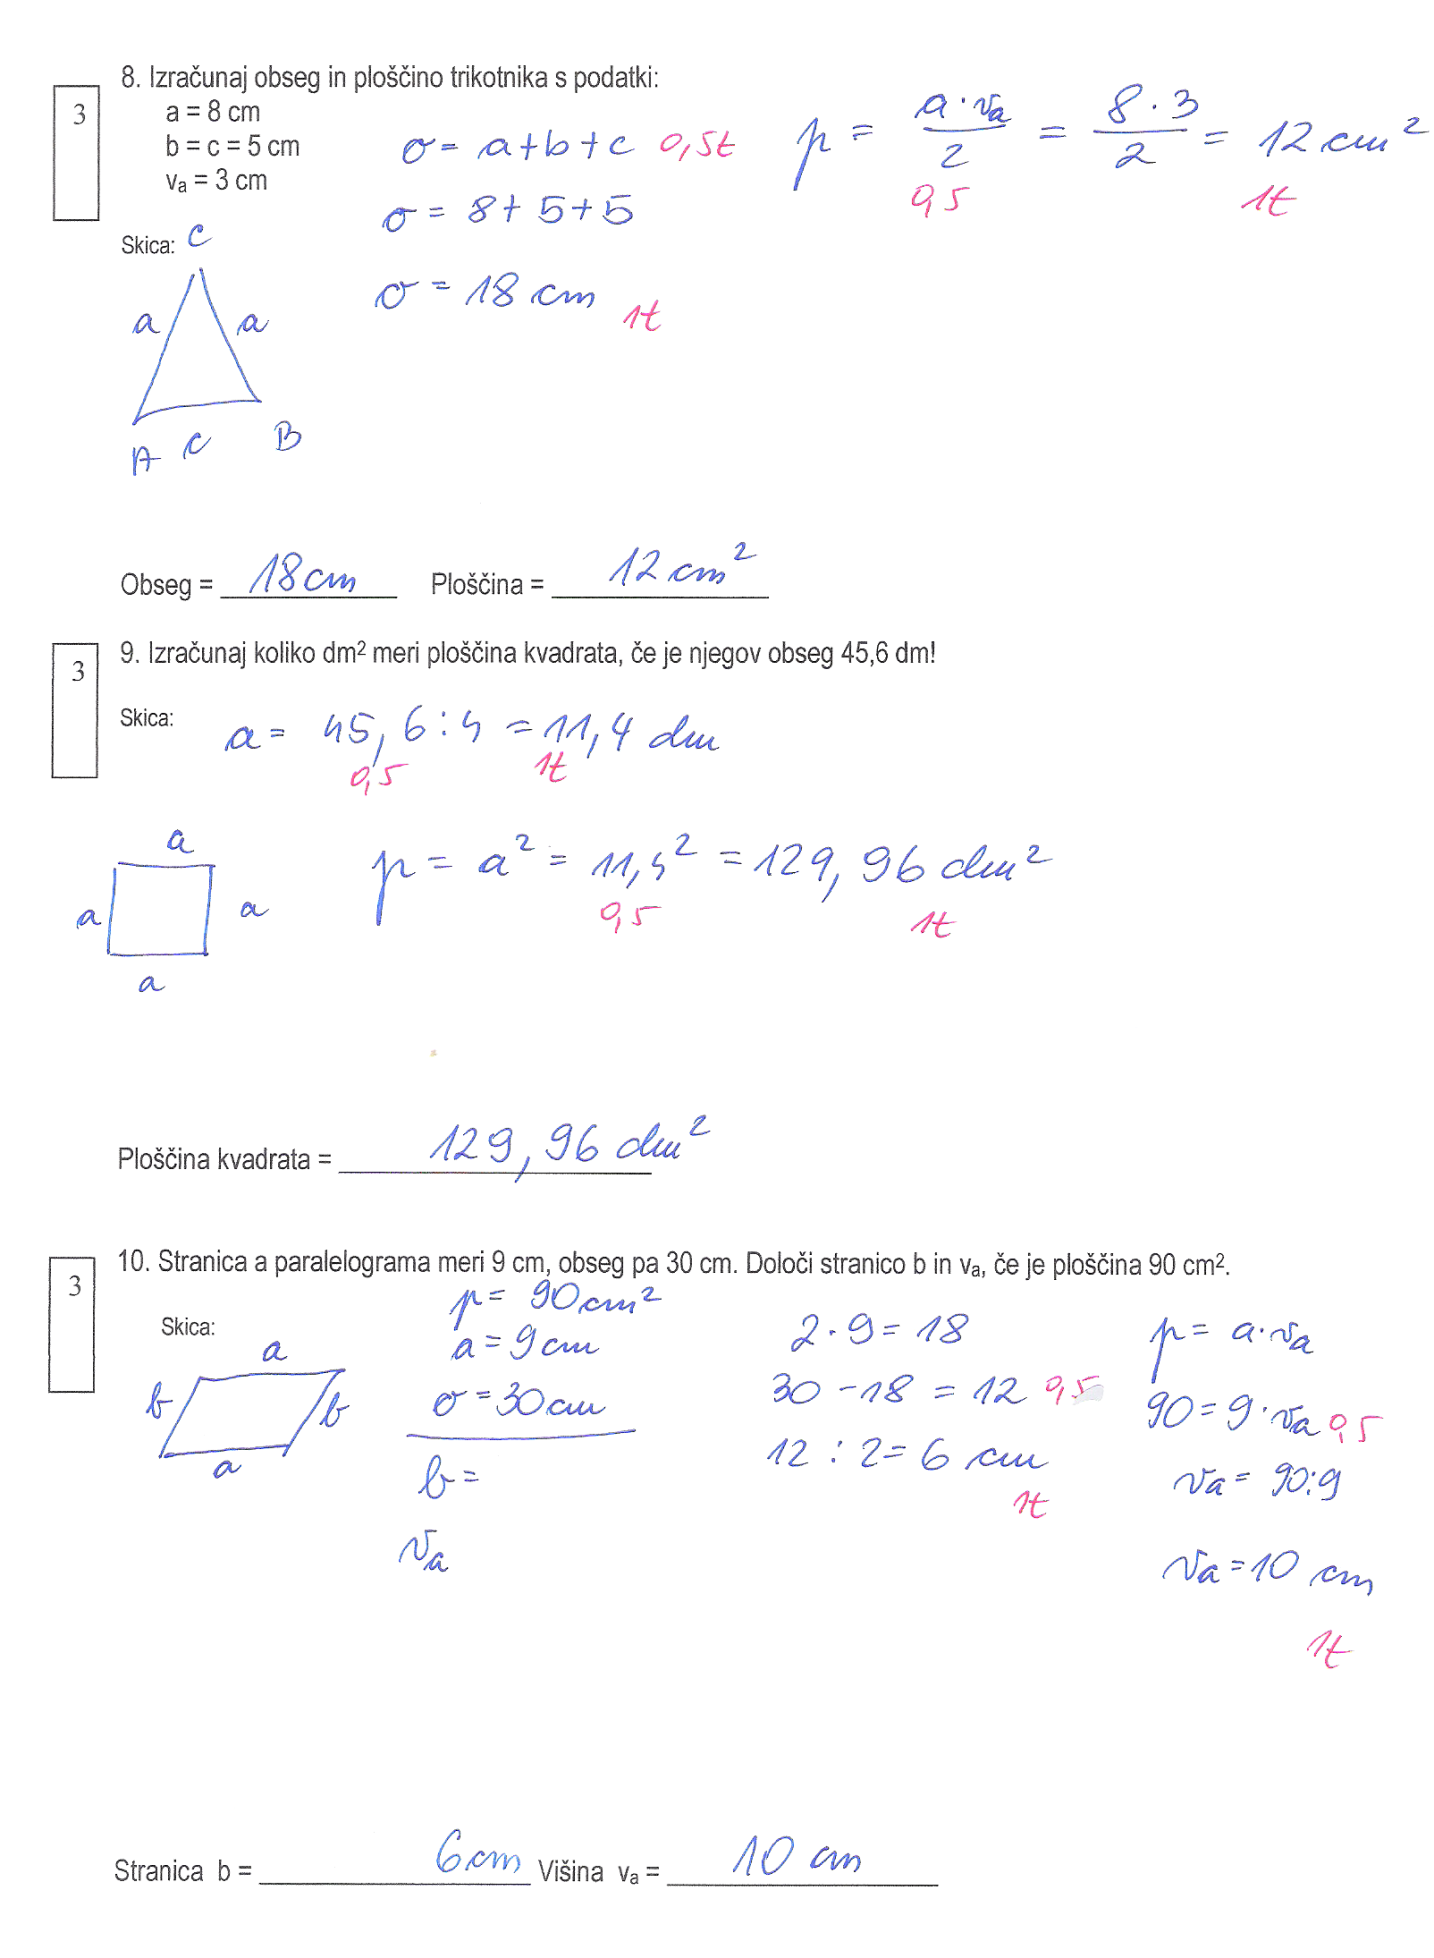 3
8. Izračunaj obseg in ploščino trikotnika s podatki:
a = 8 cm
b = c = 5 cm
va = 3 cm
o = a+b+c 0,5t
o = 8+5+5
o = 18 cm 1t
p = a·va/2 = 8·3/2 = 12 cm²
0,5 1t
Skica:
C
a a
A c B
Obseg = 18cm Ploščina = 12 cm²
3
9. Izračunaj koliko dm² meri ploščina kvadrata, če je njegov obseg 45,6 dm!
Skica:
a = 45,6:4 = 11,4 dm
0,5 1t
a
a a
a
p = a² = 11,4² = 129,96 dm²
0,5 1t
Ploščina kvadrata = 129,96 dm²
3
10. Stranica a paralelograma meri 9 cm, obseg pa 30 cm. Določi stranico b in va, če je ploščina 90 cm².
Skica:
a
b b
a
p = 90cm²
a = 9cm
o = 30cm
b =
va
2·9=18
30-18 = 12 0,5
12:2=6 cm
1t
p = a·va
90=9·va 0,5
va = 90:9
va=10 cm
1t
Stranica b = 6cm Višina va = 10 cm